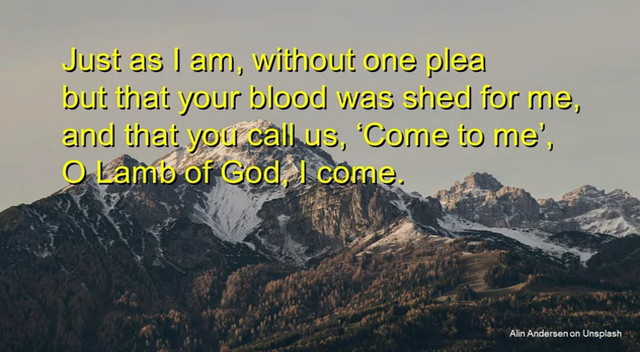 Just as I am, without one plea
but that your blood was shed for me,
and that you call us, ‘Come to me’,
O Lamb of God, I come.
Alin Andersen on Unsplash